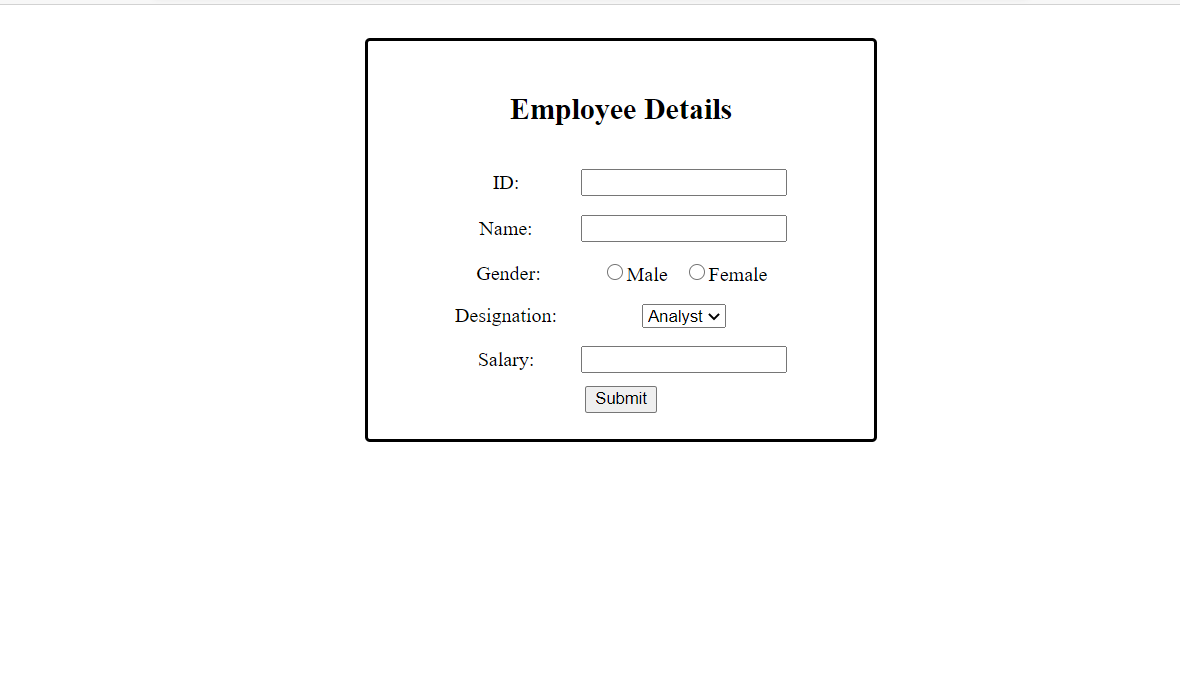 Employee Details
ID:
Name:
Gender: Male Female
Designation: Analyst
Salary:
Submit